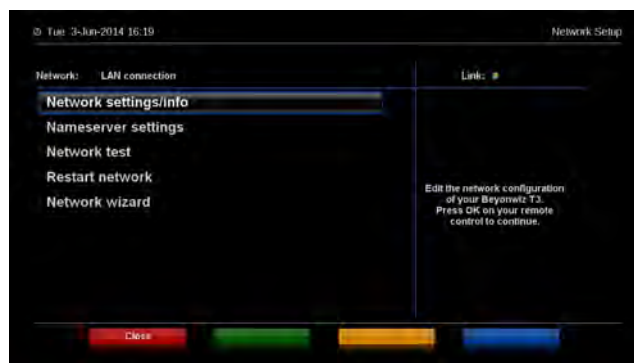 Tue 3-Jun-2014 16:19
Network Setup
Network: LAN connection
Link:
Network settings/info
Nameserver settings
Network test
Restart network
Network wizard
Edit the network configuration
of your Beyonwiz T3.
Press OK on your remote
control to continue.
Close